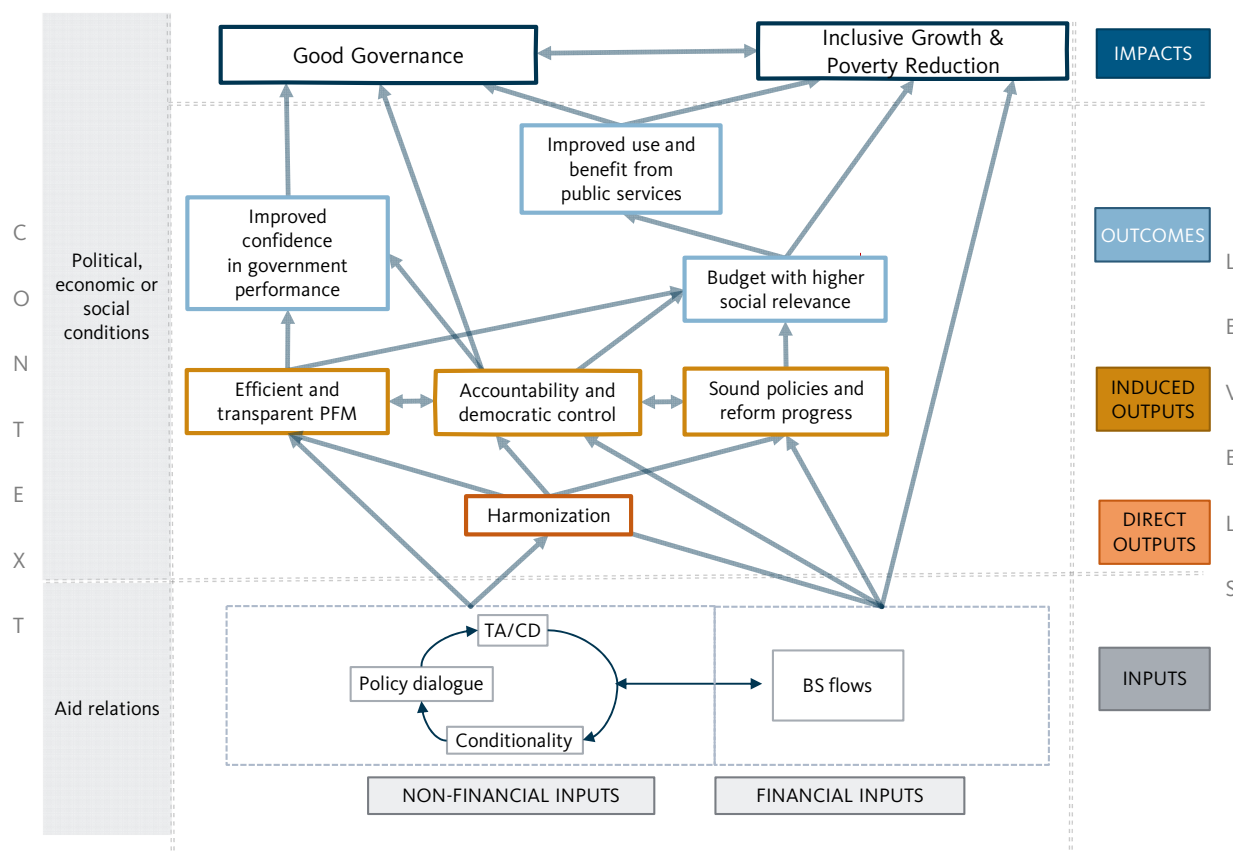 Good Governance
Inclusive Growth &
Poverty Reduction
IMPACTS
Improved use and
benefit from
public services
Improved
confidence
in government
performance
Budget with higher
social relevance
OUTCOMES
Political,
economic or
social
conditions
Efficient and
transparent PFM
Accountability and
democratic control
Sound policies and
reform progress
INDUCED
OUTPUTS
Harmonization
DIRECT
OUTPUTS
Aid relations
TA/CD
Policy dialogue
Conditionality
BS flows
INPUTS
NON-FINANCIAL INPUTS
FINANCIAL INPUTS
C
O
N
T
E
X
T
L
E
V
E
L
S